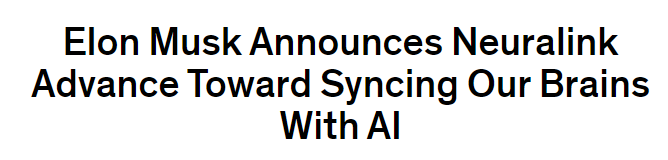 Elon Musk Announces Neuralink
Advance Toward Syncing Our Brains
With AI